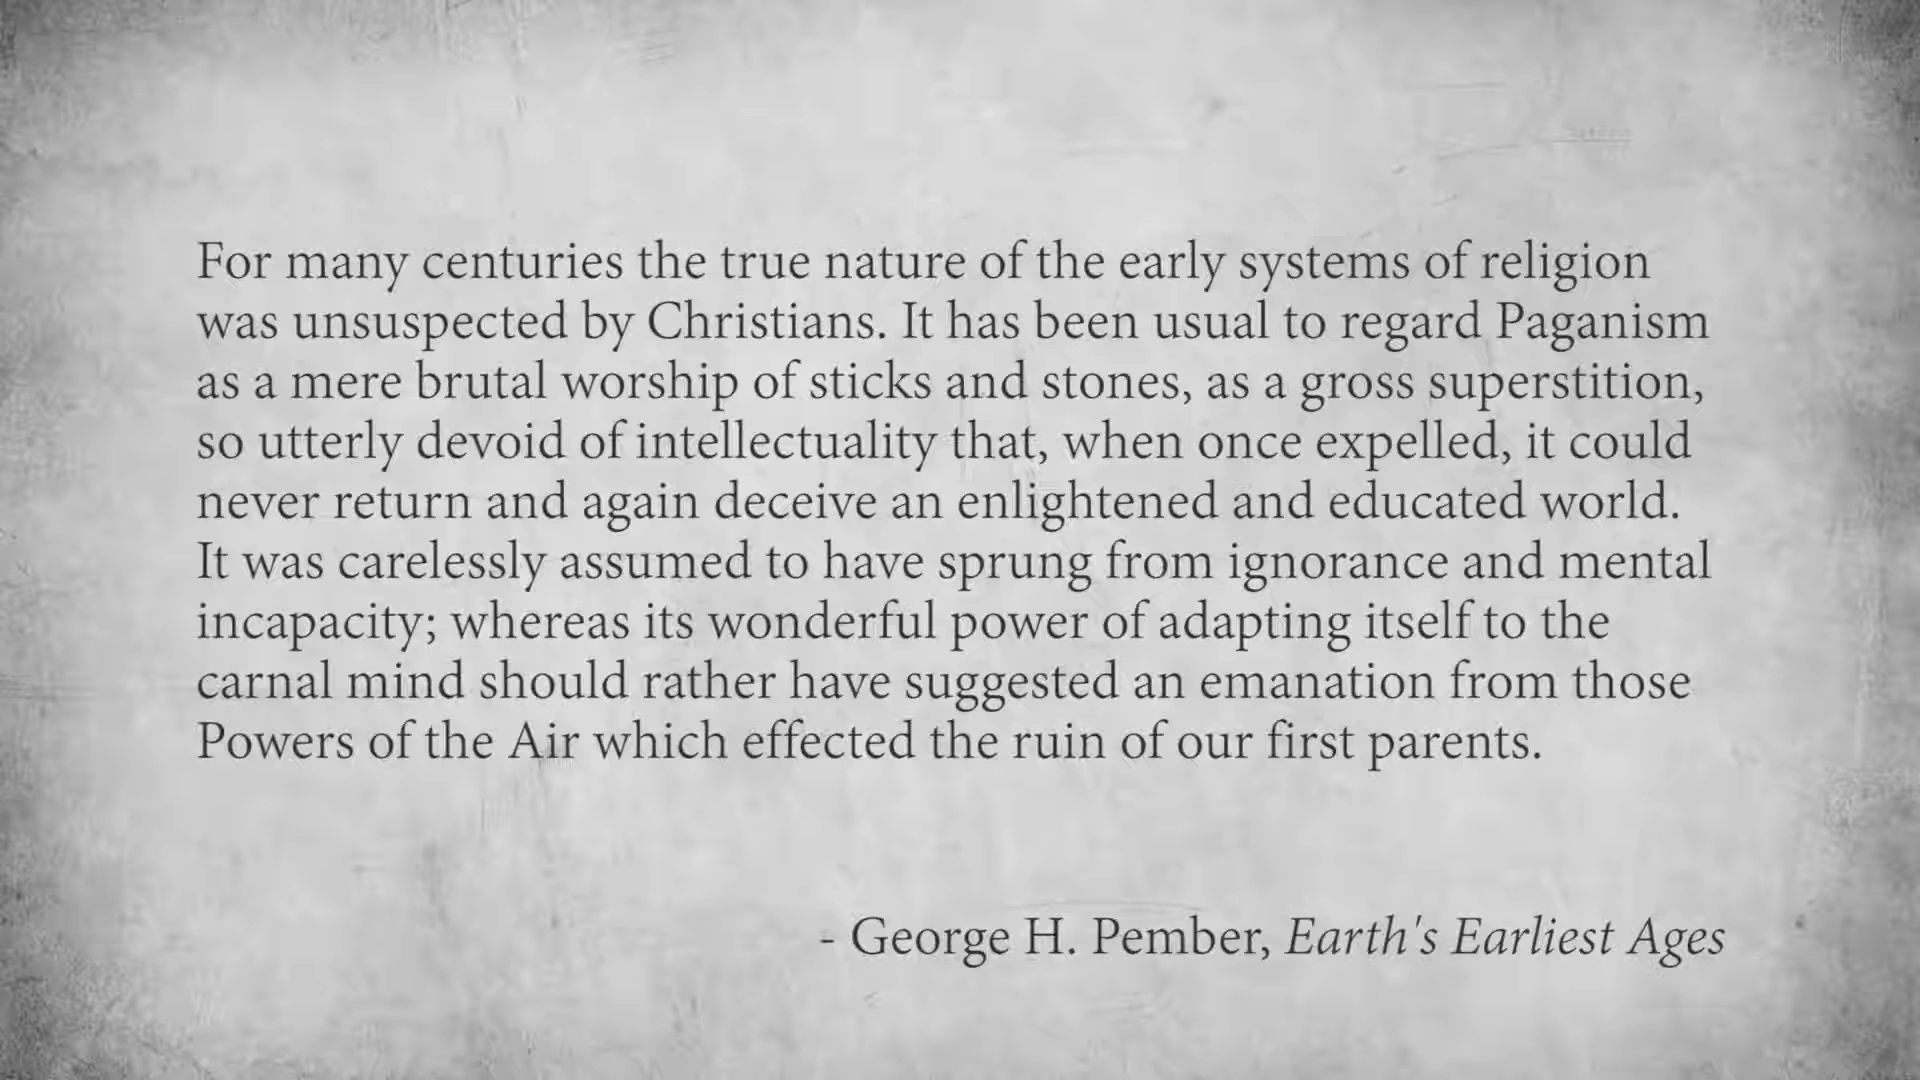 For many centuries the true nature of the early systems of religion
was unsuspected by Christians. It has been usual to regard Paganism
as a mere brutal worship of sticks and stones, as a gross superstition,
so utterly devoid of intellectuality that, when once expelled, it could
never return and again deceive an enlightened and educated world.
It was carelessly assumed to have sprung from ignorance and mental
incapacity; whereas its wonderful power of adapting itself to the
carnal mind should rather have suggested an emanation from those
Powers of the Air which effected the ruin of our first parents.
- George H. Pember, Earth's Earliest Ages